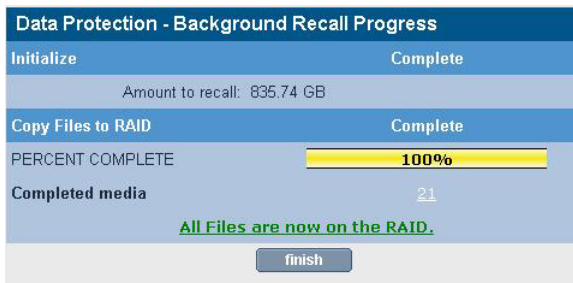 Data Protection - Background Recall Progress
Initialize Complete
Amount to recall: 835.74 GB
Copy Files to RAID Complete
PERCENT COMPLETE 100%
Completed media 21
All Files are now on the RAID.
finish